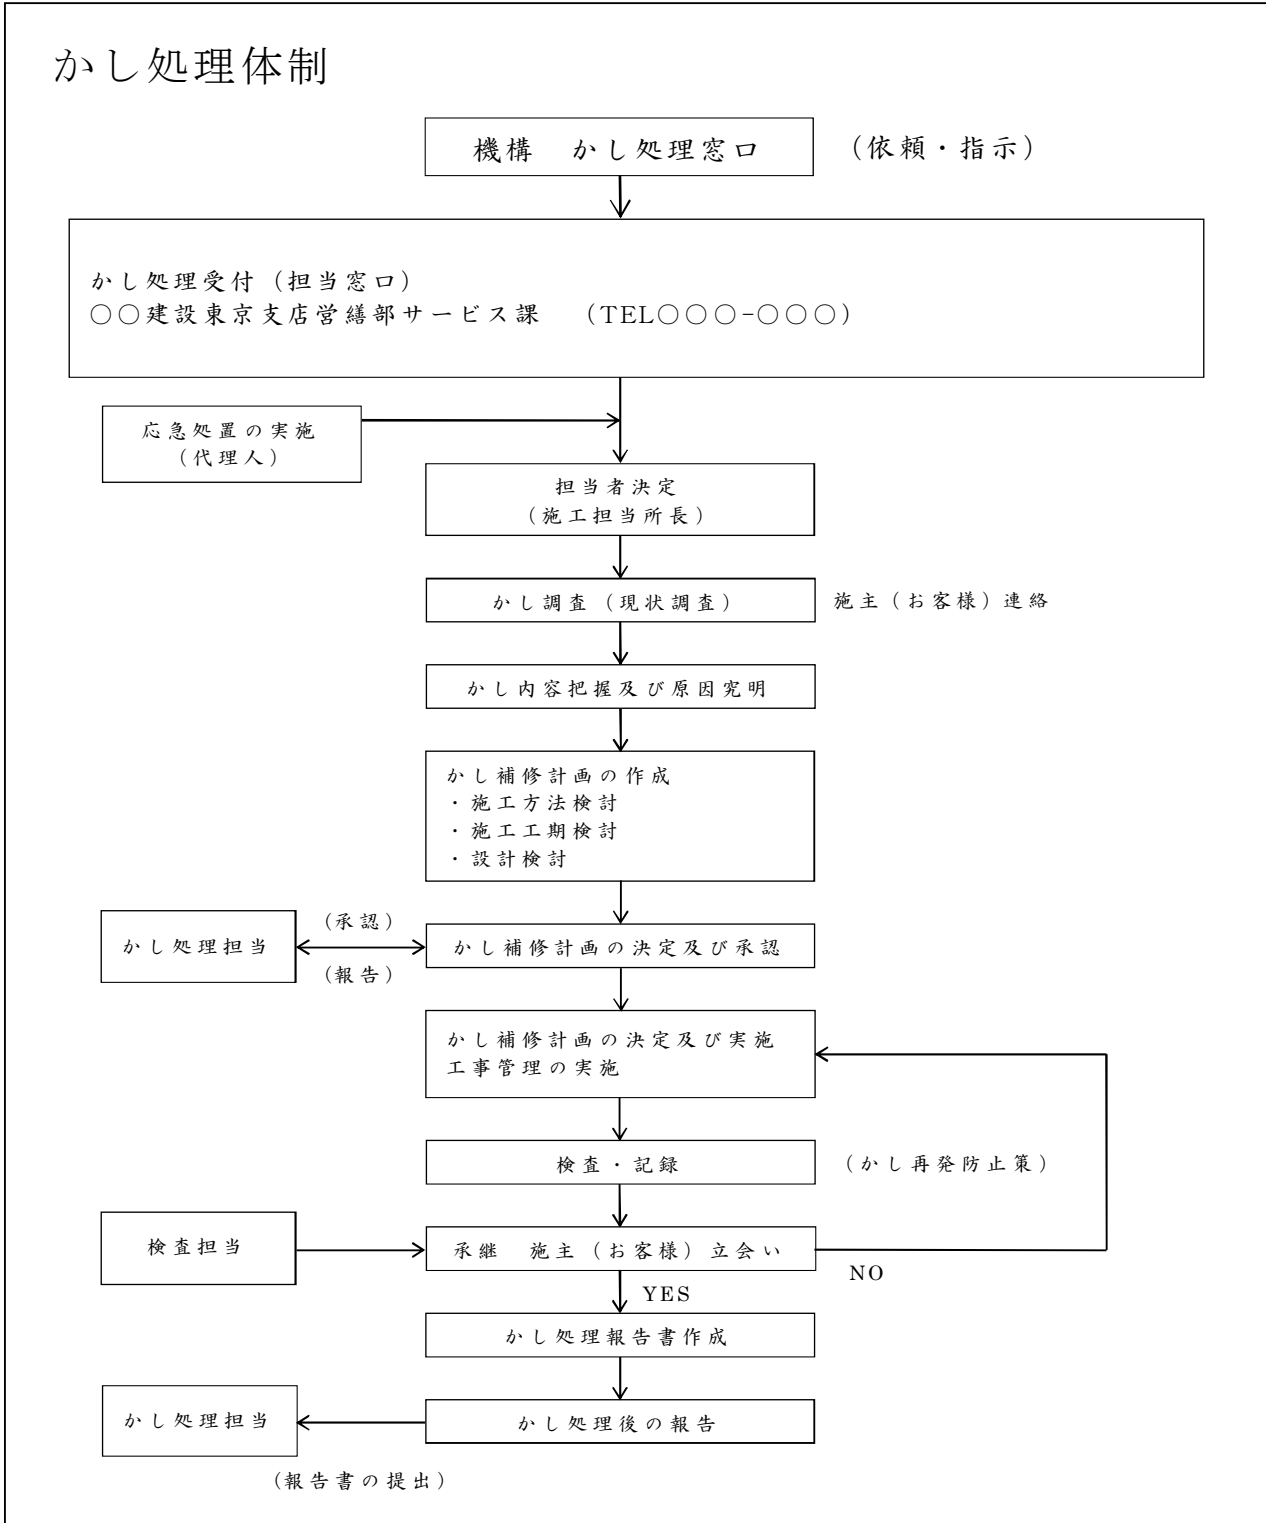 かし処理体制
機構　かし処理窓口　（依頼・指示）
かし処理受付（担当窓口）
○○建設東京支店営繕部サービス課　（TEL○○○-○○○）
応急処置の実施
（代理人）
担当者決定
（施工担当所長）
かし調査（現状調査）　施主（お客様）連絡
かし内容把握及び原因究明
かし補修計画の作成
・施工方法検討
・施工工期検討
・設計検討
（承認）
かし処理担当　かし補修計画の決定及び承認
（報告）
かし補修計画の決定及び実施
工事管理の実施
検査・記録　（かし再発防止策）
検査担当　承継　施主（お客様）立会い
NO
YES
かし処理報告書作成
かし処理担当　かし処理後の報告
（報告書の提出）